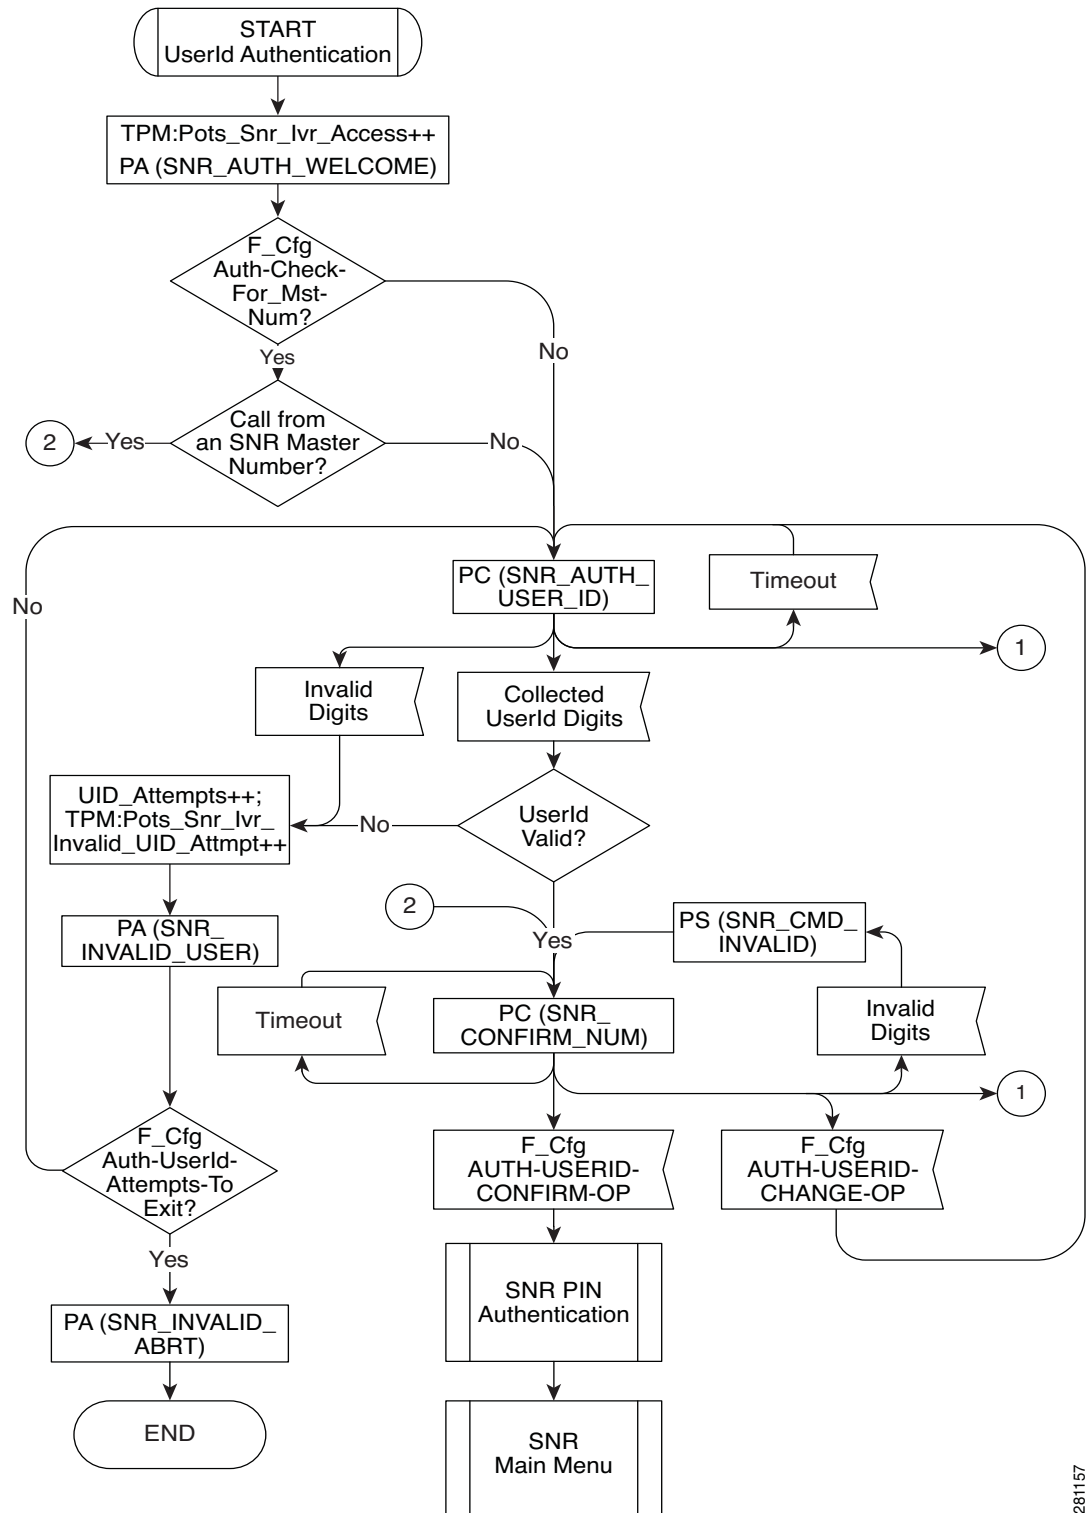 START
UserId Authentication
TPM:Pots_Snr_Ivr_Access++
PA (SNR_AUTH_WELCOME)
F_Cfg
Auth-Check-
For_Mst-
Num?
Yes
No
Call from
an SNR Master
Number?
Yes
2
No
No
PC (SNR_AUTH_
USER_ID)
Timeout
1
Invalid
Digits
Collected
UserId Digits
UID_Attempts++;
TPM:Pots_Snr_Ivr_
Invalid_UID_Attmpt++
No
UserId
Valid?
2
Yes
PS (SNR_CMD_
INVALID)
PA (SNR_
INVALID_USER)
Timeout
PC (SNR_
CONFIRM_NUM)
Invalid
Digits
1
F_Cfg
Auth-UserId-
Attempts-To
Exit?
F_Cfg
AUTH-USERID-
CONFIRM-OP
F_Cfg
AUTH-USERID-
CHANGE-OP
Yes
SNR PIN
Authentication
PA (SNR_INVALID_
ABRT)
END
SNR
Main Menu
281157